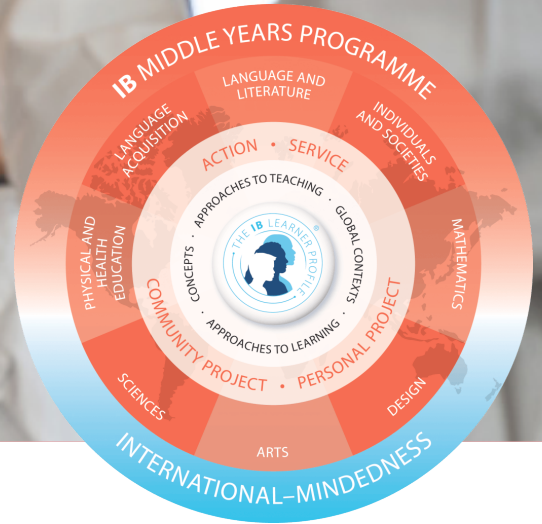 IB MIDDLE YEARS PROGRAMME
LANGUAGE AND
LITERATURE
LANGUAGE
ACQUISITION
INDIVIDUALS
AND SOCIETIES
PHYSICAL AND
HEALTH
EDUCATION
MATHEMATICS
SCIENCES
DESIGN
ARTS
ACTION • SERVICE
COMMUNITY PROJECT • PERSONAL PROJECT
APPROACHES TO TEACHING · GLOBAL CONTEXTS · APPROACHES TO LEARNING · CONCEPTS ·
THE IB LEARNER PROFILE ®
INTERNATIONAL–MINDEDNESS